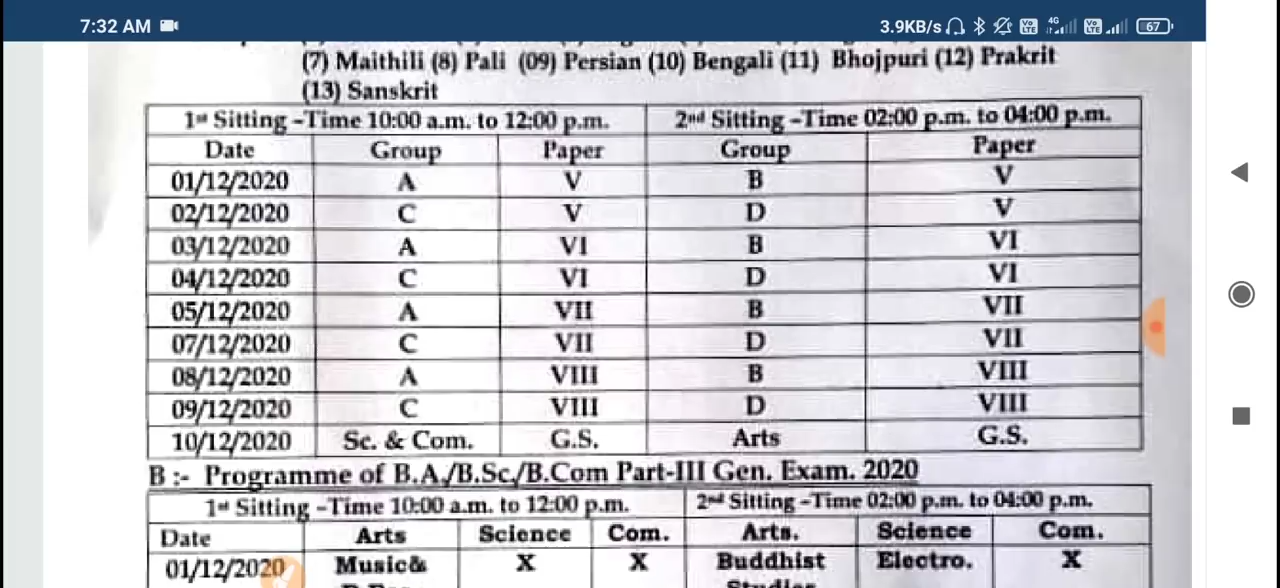 7:32 AM 3.9KB/s 4G 67
(7) Maithili (8) Pali (09) Persian (10) Bengali (11) Bhojpuri (12) Prakrit
(13) Sanskrit
1st Sitting -Time 10:00 a.m. to 12:00 p.m. 2nd Sitting -Time 02:00 p.m. to 04:00 p.m.
Date Group Paper Group Paper
01/12/2020 A V B V
02/12/2020 C V D V
03/12/2020 A VI B VI
04/12/2020 C VI D VI
05/12/2020 A VII B VII
07/12/2020 C VII D VII
08/12/2020 A VIII B VIII
09/12/2020 C VIII D VIII
10/12/2020 Sc. & Com. G.S. Arts G.S.
B :- Programme of B.A./B.Sc./B.Com Part-III Gen. Exam. 2020
1st Sitting -Time 10:00 a.m. to 12:00 p.m. 2nd Sitting -Time 02:00 p.m. to 04:00 p.m.
Date Arts Science Com. Arts. Science Com.
01/12/2020 Music& X X Buddhist Electro. X